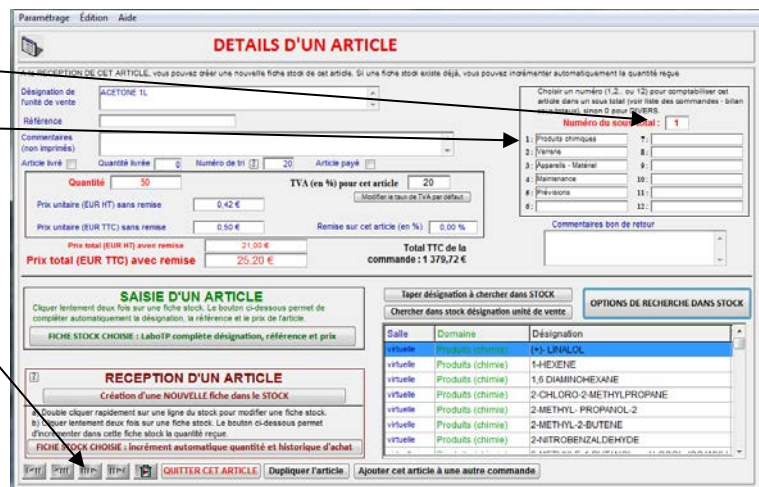 Paramétrage Édition Aide
DETAILS D'UN ARTICLE
A la RECEPTION DE CET ARTICLE, vous pouvez créer une nouvelle fiche stock de cet article. Si une fiche stock existe déjà, vous pouvez incrémenter automatiquement la quantité reçue
Désignation de l'unité de vente
ACETONE 1L
Référence
Commentaires (non imprimés)
Article livré Quantité livrée 0 Numéro de tri [?] 20 Article payé
Choisir un numéro (1,2.. ou 12) pour comptabiliser cet
article dans un sous total (voir liste des commandes - bilan
sous-totaux), sinon 0 pour DIVERS.
Numéro du sous total : 1
1 : Produits chimiques 7 :
2 : Verrerie 8 :
3 : Appareils - Matériel 9 :
4 : Maintenance 10 :
5 : Prévisions 11 :
6 : 12 :
Quantité 50 TVA (en %) pour cet article 20
Modifier le taux de TVA par défaut
Prix unitaire (EUR HT) sans remise 0,42 €
Prix unitaire (EUR TTC) sans remise 0,50 € Remise sur cet article (en %) 0,00 %
Prix total (EUR HT) avec remise 21,00 €
Prix total (EUR TTC) avec remise 25,20 €
Total TTC de la commande : 1 379,72 €
Commentaires bon de retour
SAISIE D'UN ARTICLE
Cliquer lentement deux fois sur une fiche stock. Le bouton ci-dessous permet de
compléter automatiquement la désignation, la référence et le prix de l'article.
FICHE STOCK CHOISIE : LaboTP complète désignation, référence et prix
Taper désignation à chercher dans STOCK
Chercher dans stock désignation unité de vente
OPTIONS DE RECHERCHE DANS STOCK
Salle Domaine Désignation
virtuelle Produits (chimie) (+)- LINALOL
virtuelle Produits (chimie) 1-HEXENE
virtuelle Produits (chimie) 1,6 DIAMINOHEXANE
virtuelle Produits (chimie) 2-CHLORO-2-METHYLPROPANE
virtuelle Produits (chimie) 2-METHYL- PROPANOL-2
virtuelle Produits (chimie) 2-METHYL-2-BUTENE
virtuelle Produits (chimie) 2-NITROBENZALDEHYDE
[?] RECEPTION D'UN ARTICLE
Création d'une NOUVELLE fiche dans le STOCK
a) Double cliquer rapidement sur une ligne du stock pour modifier une fiche stock.
b) Cliquer lentement deux fois sur une fiche stock. Le bouton ci-dessous permet
d'incrémenter dans cette fiche stock la quantité reçue.
FICHE STOCK CHOISIE : incrément automatique quantité et historique d'achat
QUITTER CET ARTICLE Dupliquer l'article Ajouter cet article à une autre commande